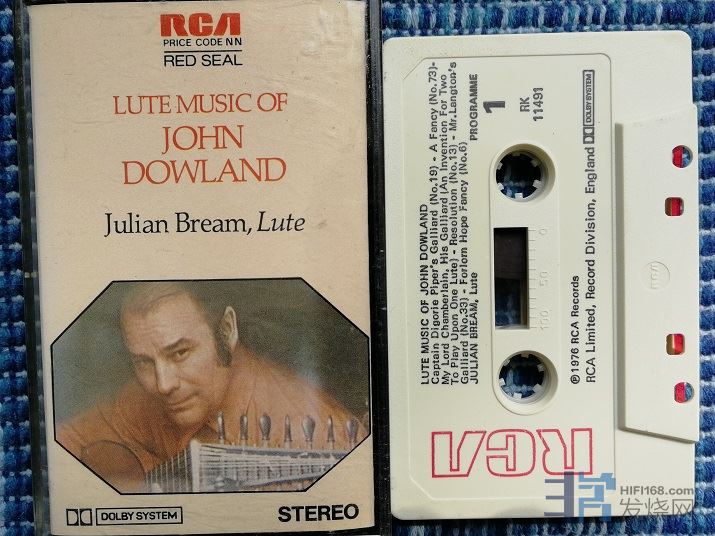 RCA
PRICE CODE NN
RED SEAL
LUTE MUSIC OF
JOHN
DOWLAND
Julian Bream, Lute
DOLBY SYSTEM
STEREO
LUTE MUSIC OF JOHN DOWLAND
Captain Digorie Piper's Galliard (No.19) - A Fancy (No.73)-
My Lord Chamberlain, His Galliard (An Invention For Two
To Play Upon One Lute) - Resolution (No.13) - Mr. Langton's
Galliard (No.33) - Forlorn Hope Fancy (No.6)
JULIAN BREAM, Lute
PROGRAMME
1
RK
11491
DOLBY SYSTEM
100 50 0
℗1976 RCA Records
RCA Limited, Record Division, England
RCA
RCA
HIFI168.com
发烧网